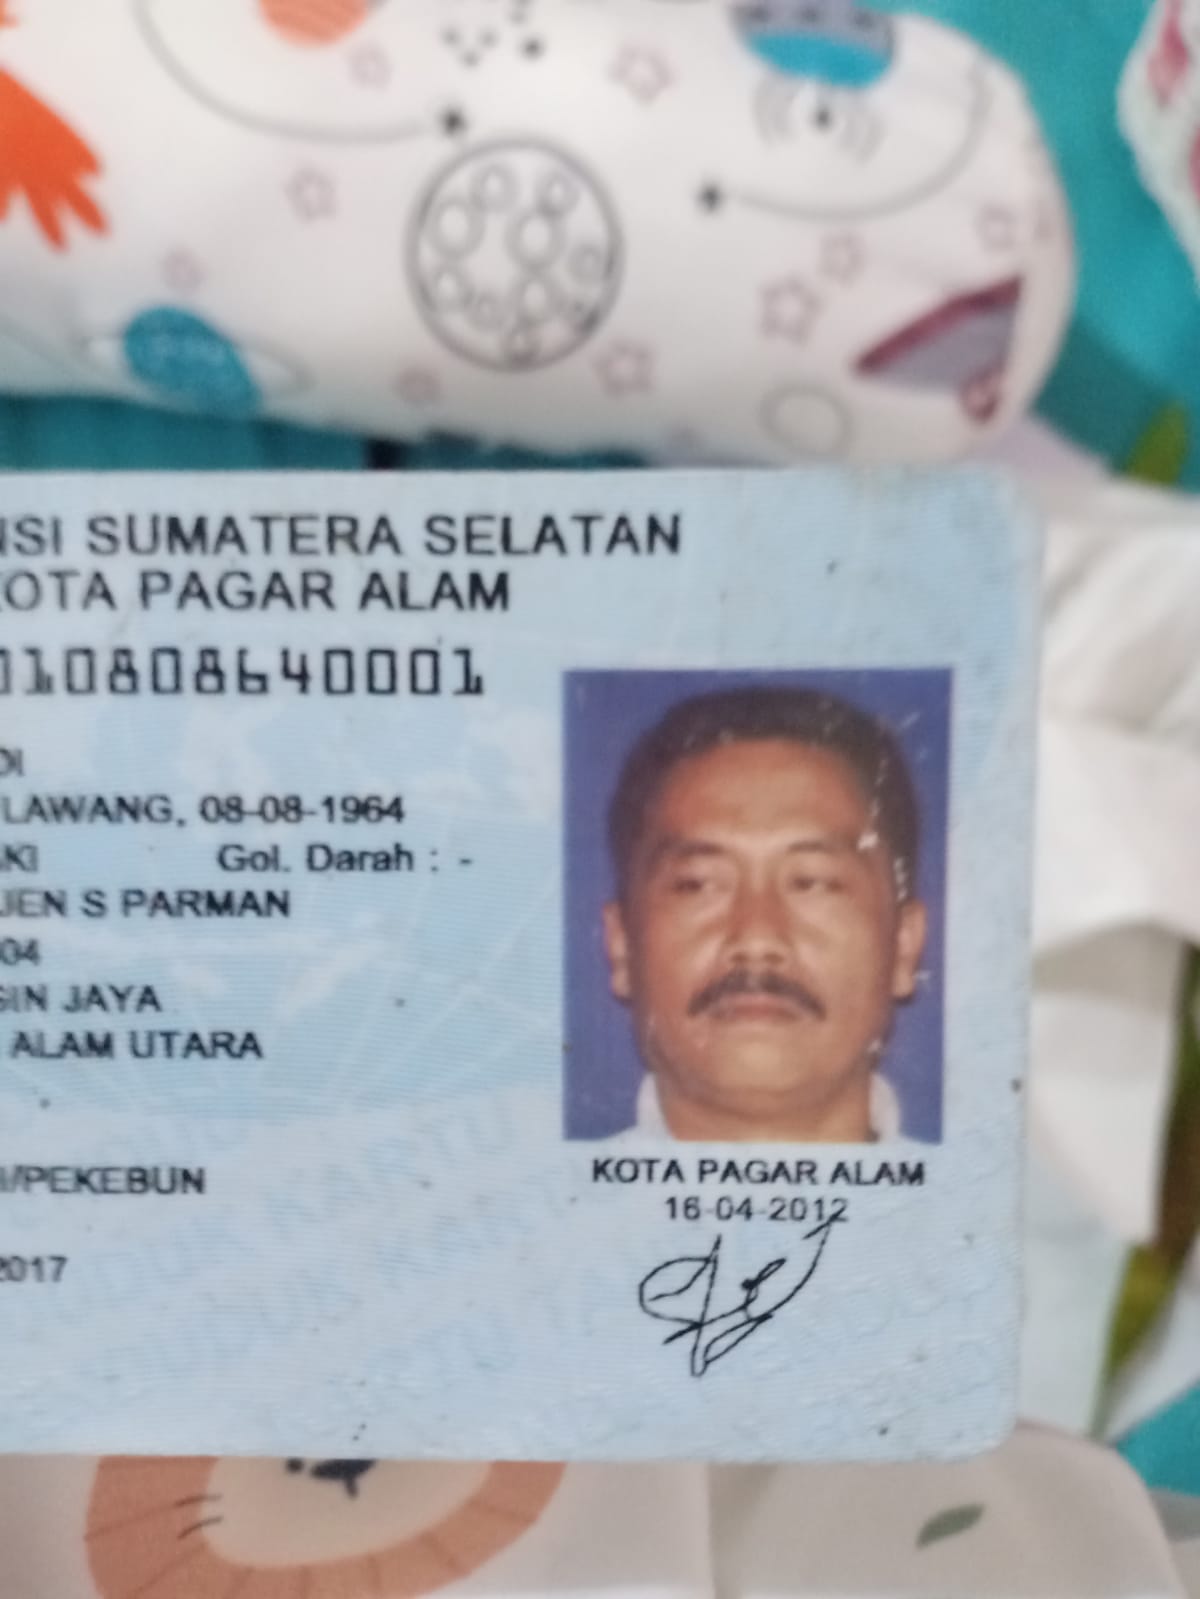 NSI SUMATERA SELATAN
KOTA PAGAR ALAM
010808640001
DI
LAWANG, 08-08-1964
AKI Gol. Darah : -
JEN S PARMAN
04
GIN JAYA
ALAM UTARA
I/PEKEBUN
2017
KOTA PAGAR ALAM
16-04-2012